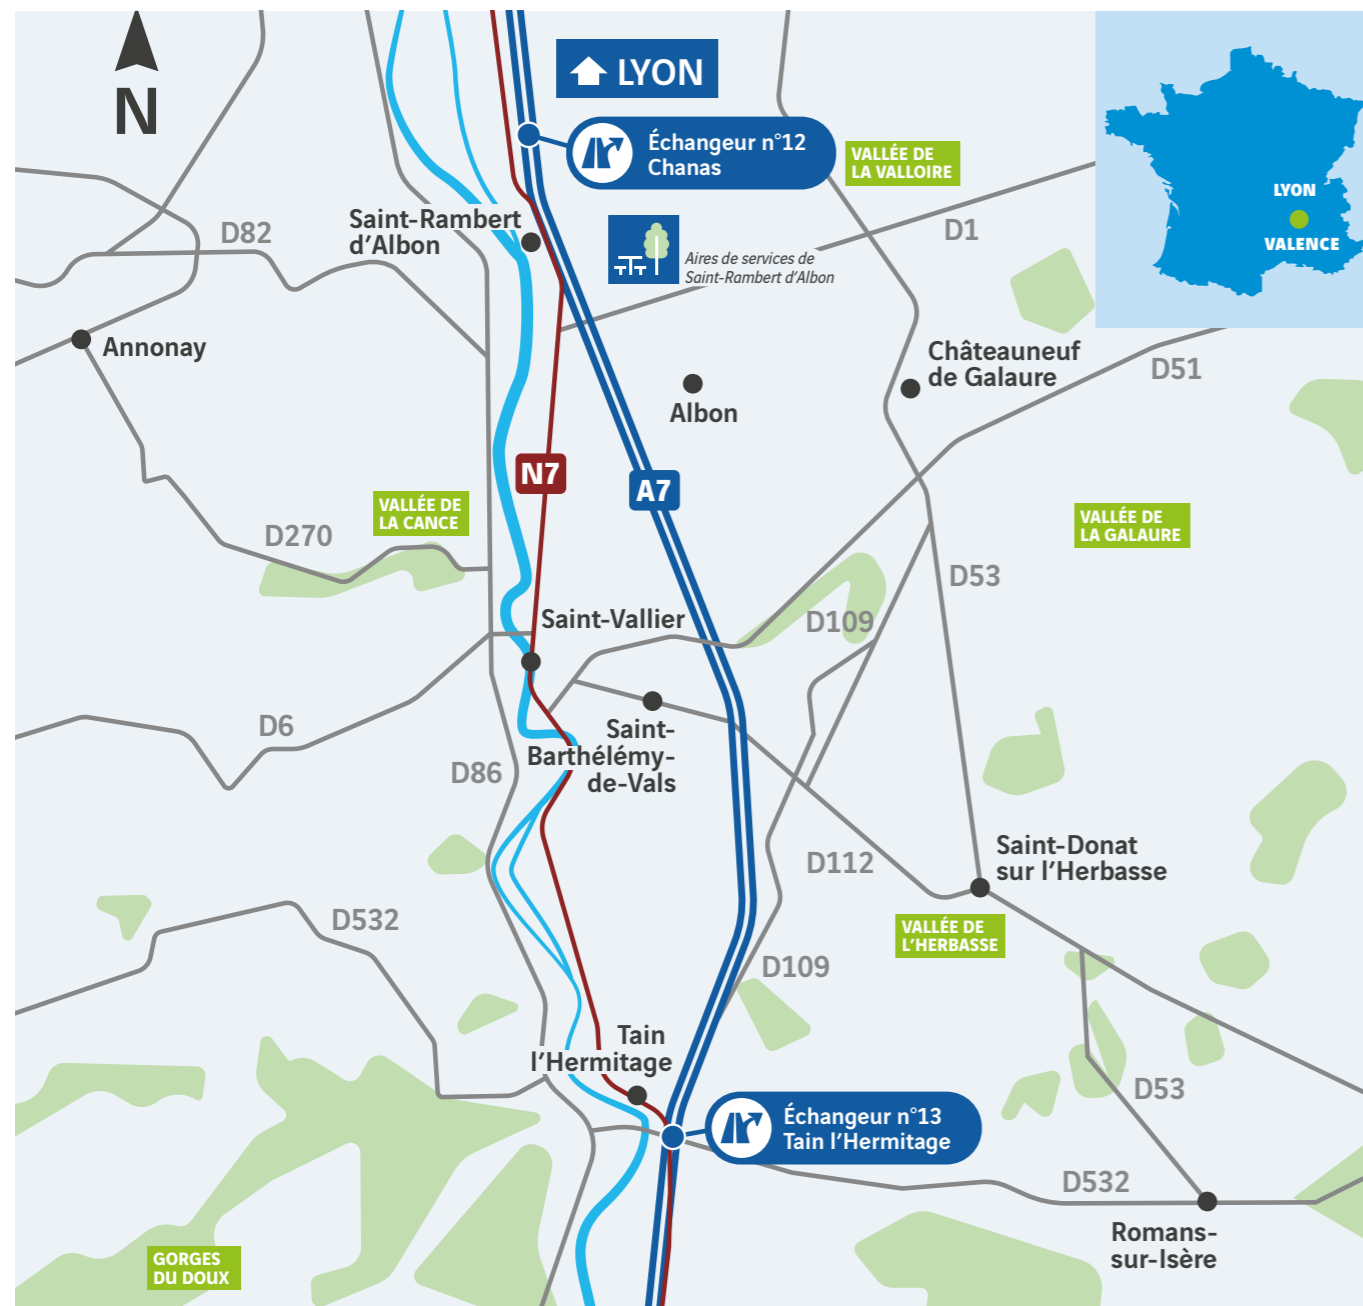 LYON
N
Échangeur n°12
Chanas
VALLÉE DE
LA VALLOIRE
LYON
VALENCE
Saint-Rambert
d'Albon
D82
D1
Aires de services de
Saint-Rambert d'Albon
Annonay
Châteauneuf
de Galaure
D51
Albon
N7
A7
VALLÉE DE
LA CANCE
VALLÉE DE
LA GALAURE
D270
D53
Saint-Vallier
D109
D6
Saint-
Barthélémy-
de-Vals
D86
D112
Saint-Donat
sur l'Herbasse
D532
VALLÉE DE
L'HERBASSE
D109
Tain
l'Hermitage
D53
Échangeur n°13
Tain l'Hermitage
D532
Romans-
sur-Isère
GORGES
DU DOUX